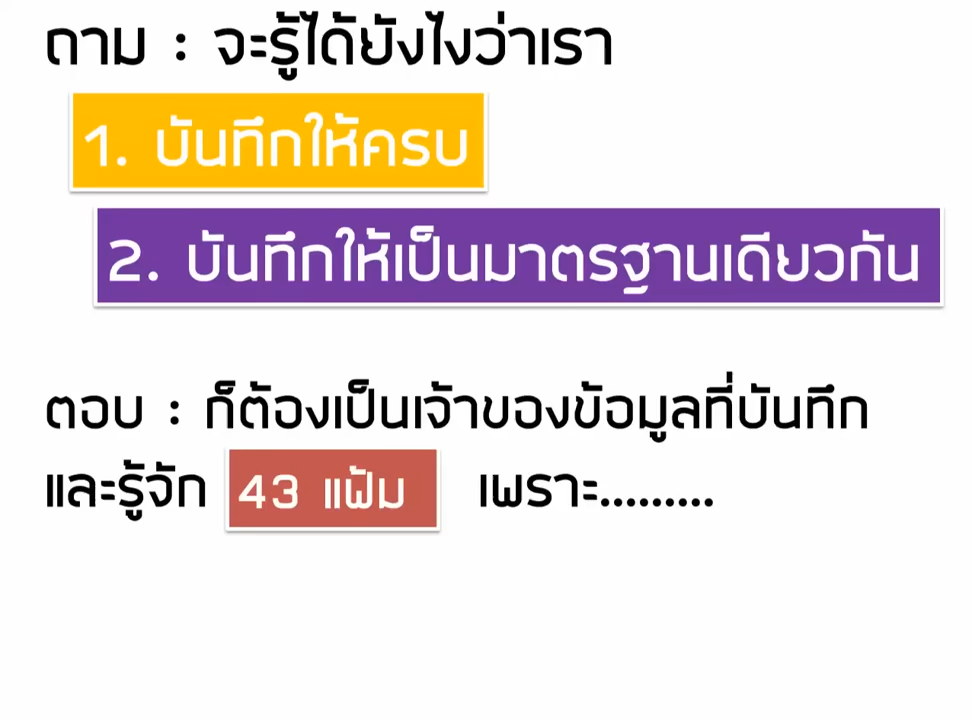 ถาม : จะรู้ได้ยังไงว่าเรา
1. บันทึกให้ครบ
2. บันทึกให้เป็นมาตรฐานเดียวกัน
ตอบ : ก็ต้องเป็นเจ้าของข้อมูลที่บันทึก
และรู้จัก 43 แฟ้ม เพราะ.........